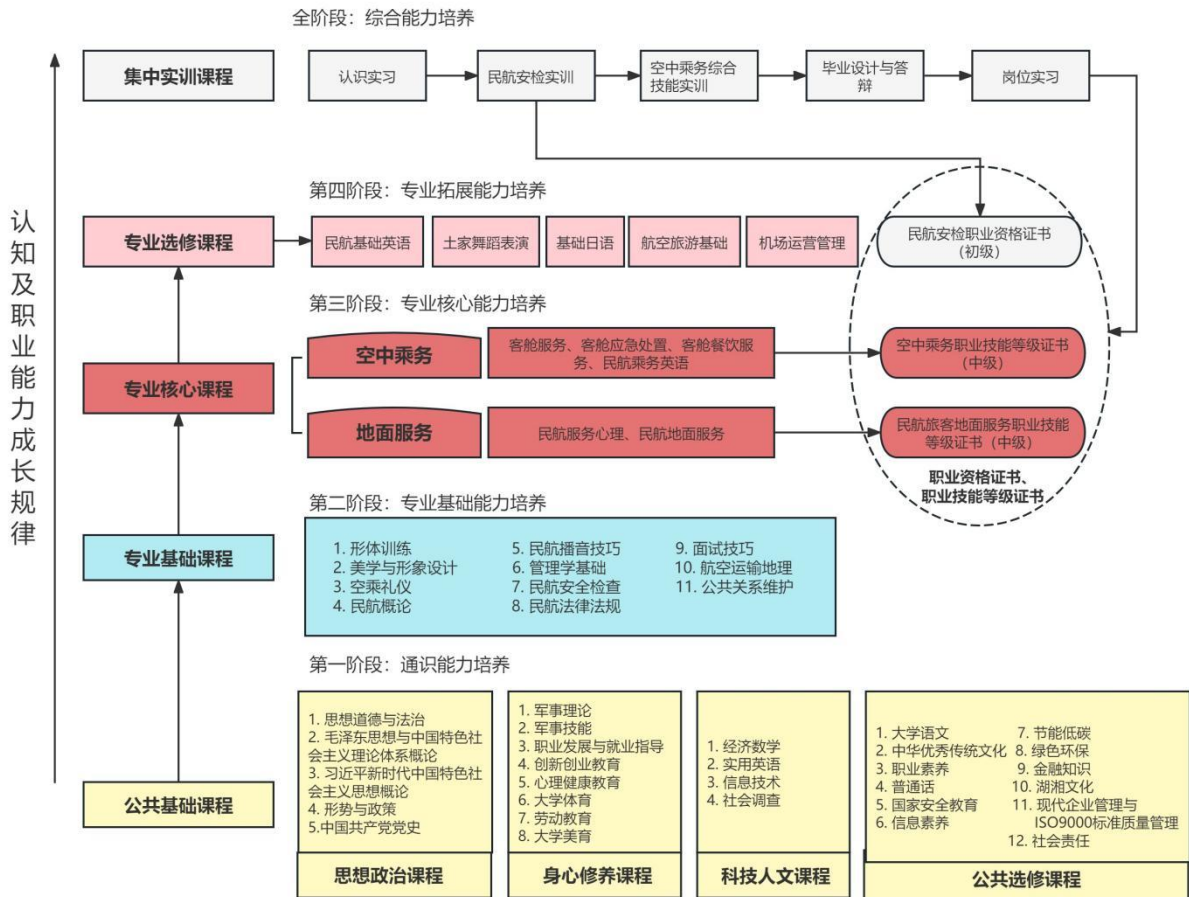 全阶段：综合能力培养
集中实训课程
认识实习
民航安检实训
空中乘务综合
技能实训
毕业设计与答
辩
岗位实习
认知及职业能力成长规律
第四阶段：专业拓展能力培养
专业选修课程
民航基础英语
土家舞蹈表演
基础日语
航空旅游基础
机场运营管理
民航安检职业资格证书
（初级）
第三阶段：专业核心能力培养
专业核心课程
空中乘务
客舱服务、客舱应急处置、客舱餐饮服
务、民航乘务英语
空中乘务职业技能等级证书
（中级）
地面服务
民航服务心理、民航地面服务
民航旅客地面服务职业技能
等级证书（中级）
职业资格证书、
职业技能等级证书
第二阶段：专业基础能力培养
专业基础课程
1. 形体训练
2. 美学与形象设计
3. 空乘礼仪
4. 民航概论
5. 民航播音技巧
6. 管理学基础
7. 民航安全检查
8. 民航法律法规
9. 面试技巧
10. 航空运输地理
11. 公共关系维护
第一阶段：通识能力培养
公共基础课程
1. 思想道德与法治
2. 毛泽东思想与中国特色社
会主义理论体系概论
3. 习近平新时代中国特色社
会主义思想概论
4. 形势与政策
5.中国共产党党史
思想政治课程
1. 军事理论
2. 军事技能
3. 职业发展与就业指导
4. 创新创业教育
5. 心理健康教育
6. 大学体育
7. 劳动教育
8. 大学美育
身心修养课程
1. 经济数学
2. 实用英语
3. 信息技术
4. 社会调查
科技人文课程
1. 大学语文
2. 中华优秀传统文化
3. 职业素养
4. 普通话
5. 国家安全教育
6. 信息素养
7. 节能低碳
8. 绿色环保
9. 金融知识
10. 湖湘文化
11. 现代企业管理与
ISO9000标准质量管理
12. 社会责任
公共选修课程